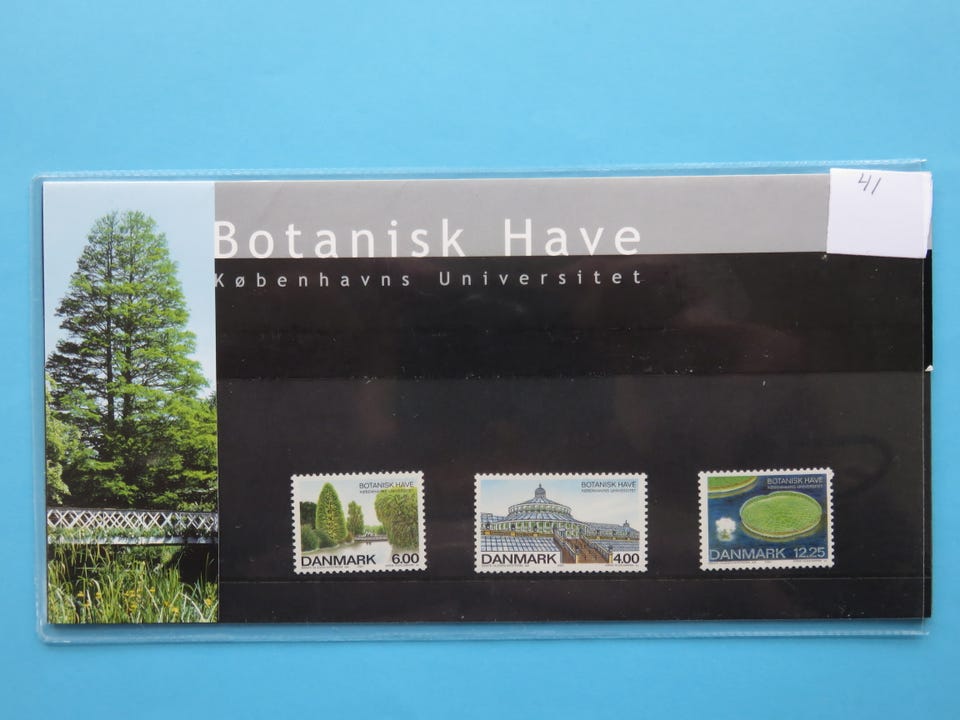 41
Botanisk Have
Københavns Universitet
BOTANISK HAVE
KØBENHAVNS UNIVERSITET
DANMARK 6.00
BOTANISK HAVE
KØBENHAVNS UNIVERSITET
DANMARK 4.00
BOTANISK HAVE
KØBENHAVNS UNIVERSITET
DANMARK 12.25